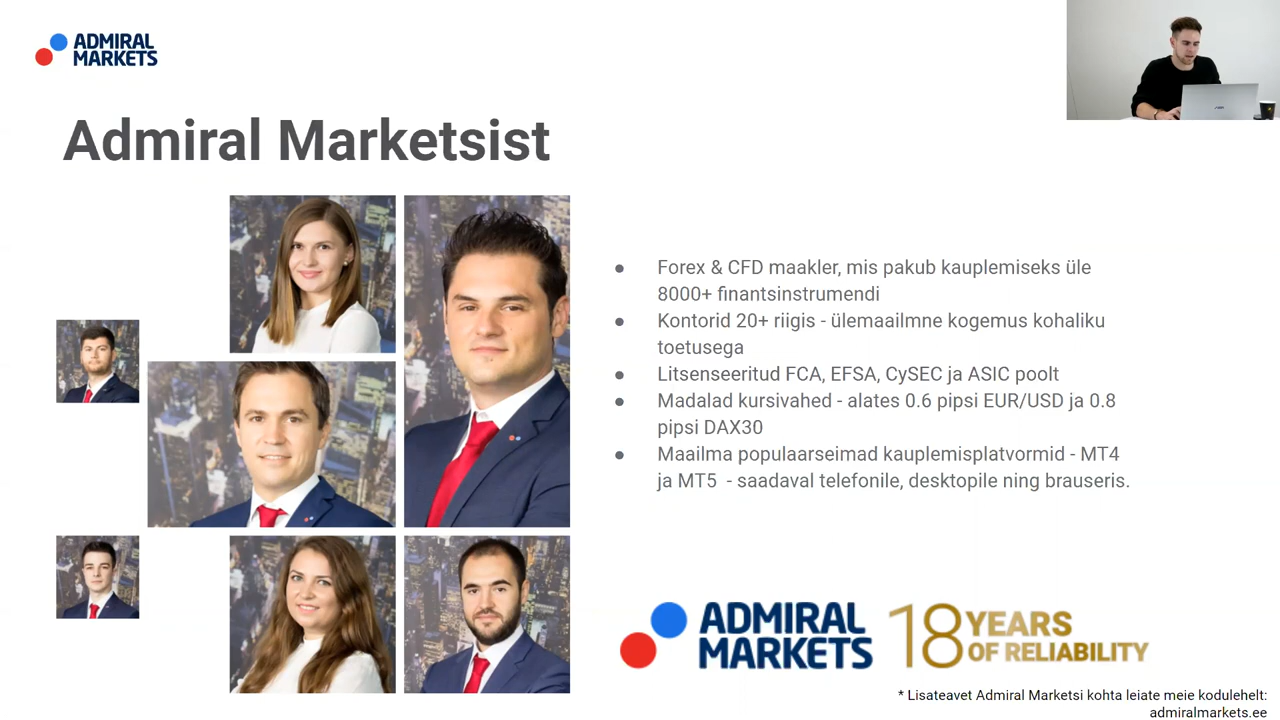 ADMIRAL
MARKETS
Admiral Marketsist
● Forex & CFD maakler, mis pakub kauplemiseks üle
8000+ finantsinstrumendi
● Kontorid 20+ riigis - ülemaailmne kogemus kohaliku
toetusega
● Litsenseeritud FCA, EFSA, CySEC ja ASIC poolt
● Madalad kursivahed - alates 0.6 pipsi EUR/USD ja 0.8
pipsi DAX30
● Maailma populaarseimad kauplemisplatvormid - MT4
ja MT5 - saadaval telefonile, desktopile ning brauseris.
ADMIRAL
MARKETS
18 YEARS
OF RELIABILITY
* Lisateavet Admiral Marketsi kohta leiate meie kodulehelt:
admiralmarkets.ee